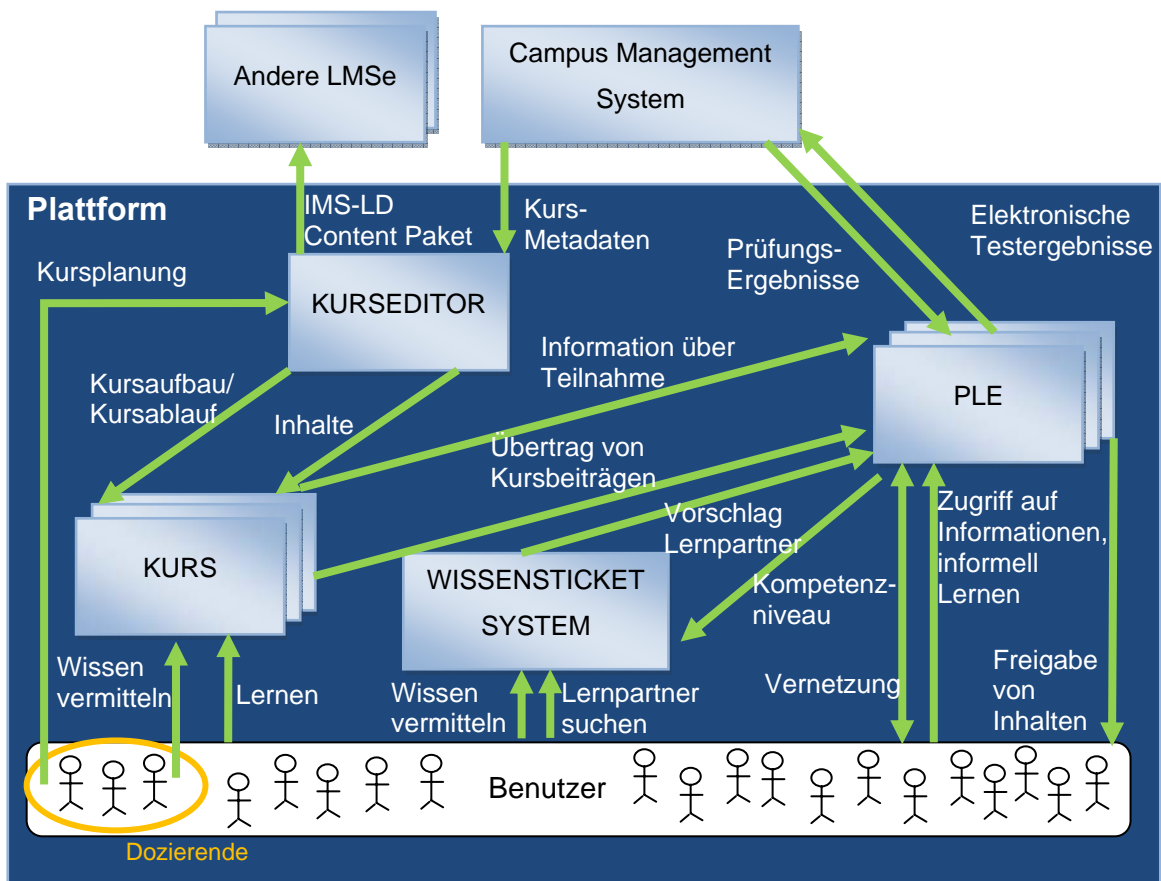 Andere LMSe
Campus Management
System
Plattform
IMS-LD
Content Paket
Kurs-
Metadaten
Elektronische
Testergebnisse
Prüfungs-
Ergebnisse
Kursplanung
KURSEDITOR
Information über
Teilnahme
PLE
Kursaufbau/
Kursablauf
Inhalte
Übertrag von
Kursbeiträgen
Vorschlag
Lernpartner
Zugriff auf
Informationen,
informell
Lernen
KURS
WISSENSTICKET
SYSTEM
Kompetenz-
niveau
Wissen
vermitteln
Lernen
Wissen
vermitteln
Lernpartner
suchen
Vernetzung
Freigabe
von
Inhalten
Benutzer
Dozierende